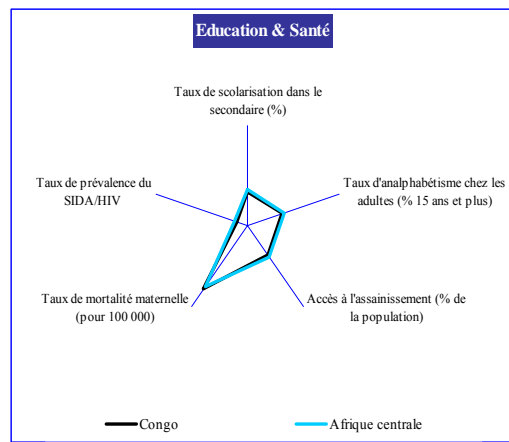 Education & Santé
Taux de scolarisation dans le
secondaire (%)
Taux de prévalence du
SIDA/HIV
Taux d'analphabétisme chez les
adultes (% 15 ans et plus)
Taux de mortalité maternelle
(pour 100 000)
Accès à l'assainissement (% de
la population)
Congo
Afrique centrale